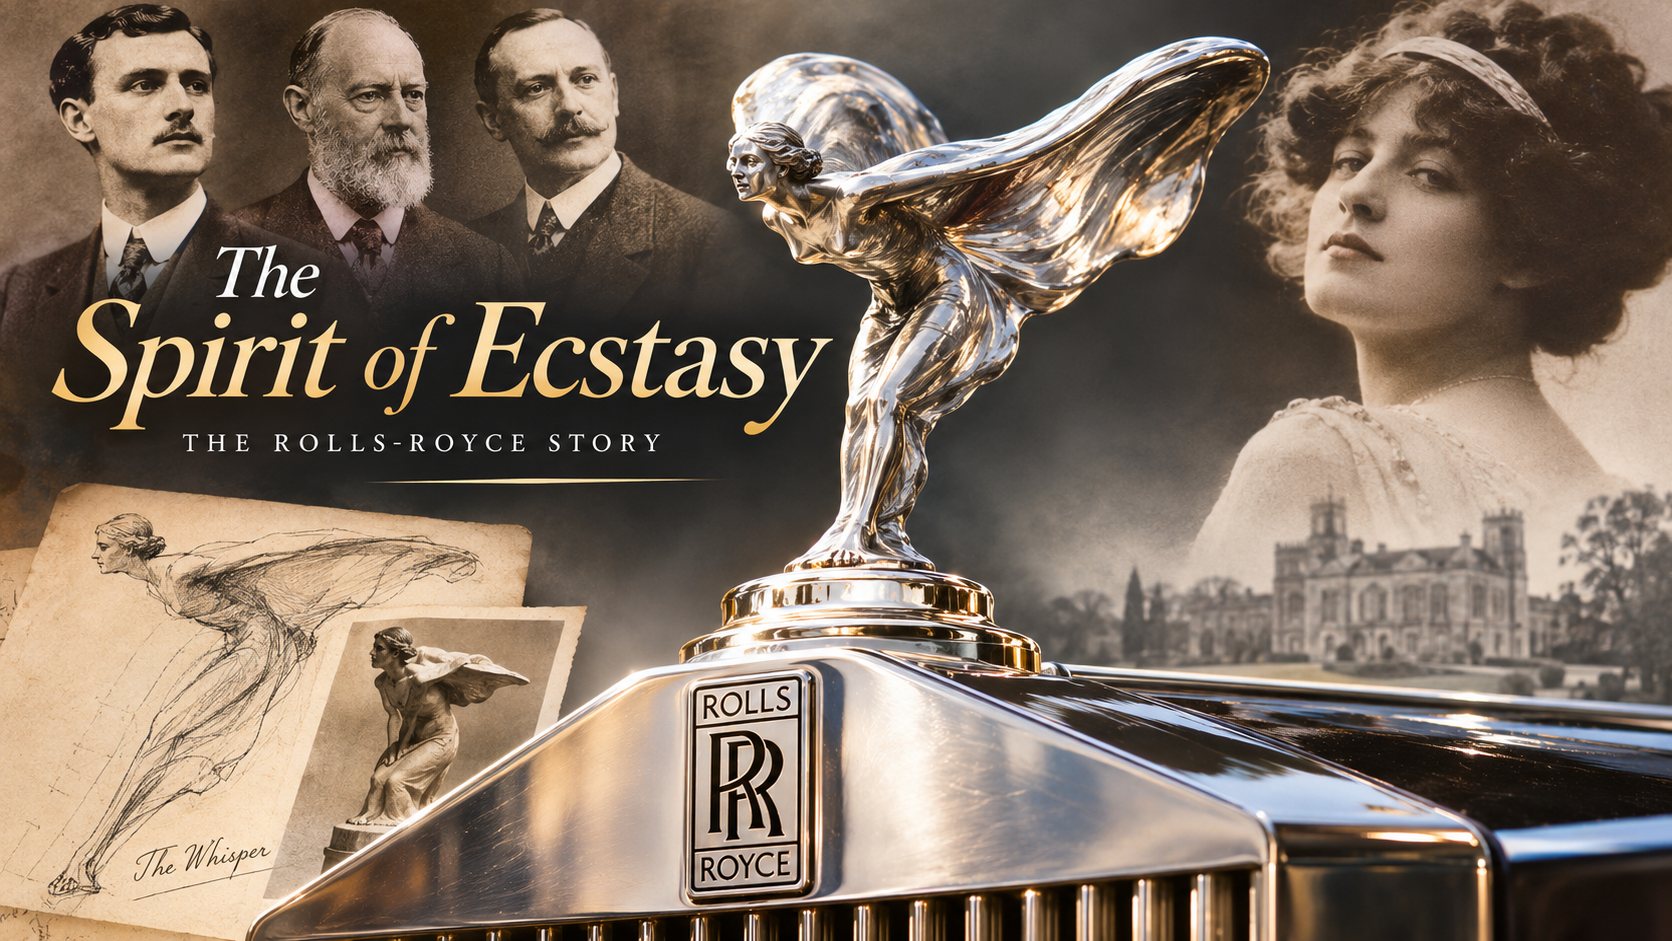 The
Spirit of Ecstasy
THE ROLLS-ROYCE STORY
The Whisper
ROLLS
RR
ROYCE